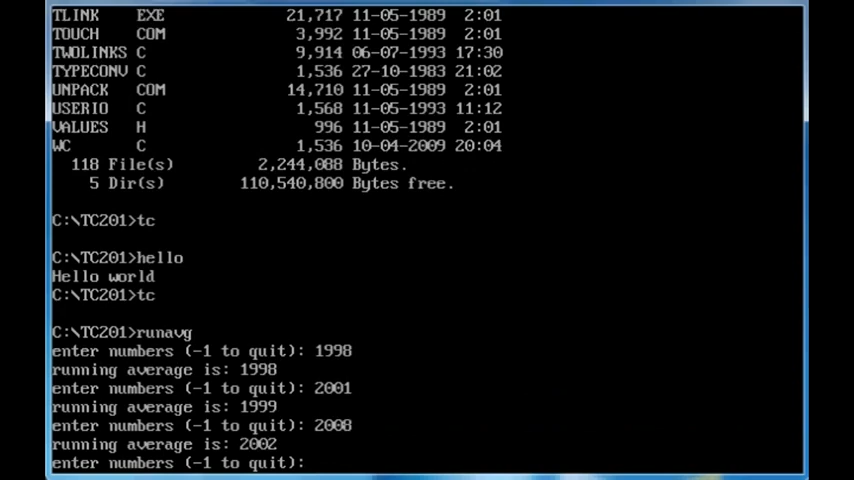 TLINK    EXE         21,717 11-05-1989  2:01
TOUCH    COM          3,992 11-05-1989  2:01
TWOLINKS C            9,914 06-07-1993 17:30
TYPECONV C            1,536 27-10-1983 21:02
UNPACK   COM         14,710 11-05-1989  2:01
USERIO   C            1,568 11-05-1993 11:12
VALUES   H              996 11-05-1989  2:01
WC       C            1,536 10-04-2009 20:04
118 File(s)         2,244,088 Bytes.
5 Dir(s)        110,540,800 Bytes free.
C:\TC201>tc
C:\TC201>hello
Hello world
C:\TC201>tc
C:\TC201>runavg
enter numbers (-1 to quit): 1998
running average is: 1998
enter numbers (-1 to quit): 2001
running average is: 1999
enter numbers (-1 to quit): 2008
running average is: 2002
enter numbers (-1 to quit):